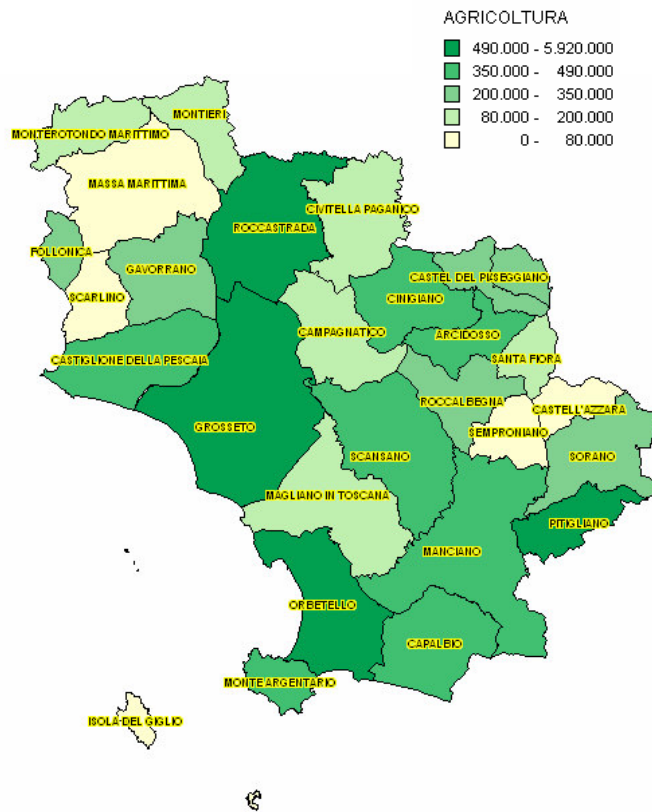 AGRICOLTURA
490.000 - 5.920.000
350.000 - 490.000
200.000 - 350.000
80.000 - 200.000
0 - 80.000
MONTIERI
MONTEROTONDO MARITTIMO
MASSA MARITTIMA
CIVITELLA PAGANICO
ROCCASTRADA
FOLLONICA
GAVORRANO
CASTEL DEL PI
SEGGIANO
SCARLINO
CINIGIANO
CAMPAGNATICO
ARCIDOSSO
CASTIGLIONE DELLA PESCAIA
SANTA FIORA
ROCCALBEGNA
CASTELL'AZZARA
GROSSETO
SEMPRONIANO
SCANSANO
SORANO
MAGLIANO IN TOSCANA
PITIGLIANO
MANCIANO
ORBETELLO
CAPALBIO
MONTE ARGENTARIO
ISOLA DEL GIGLIO